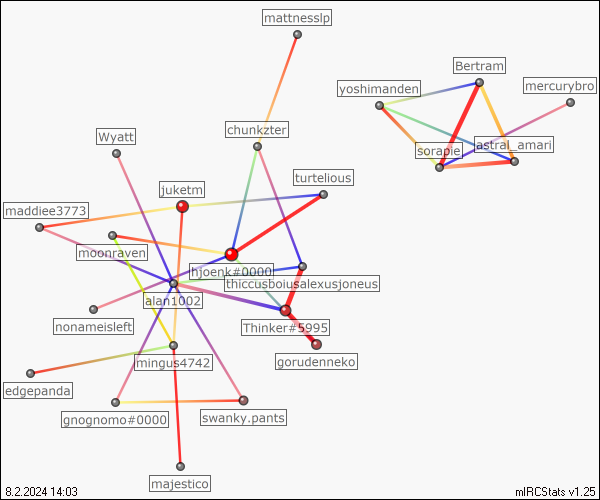 mattnesslp
Bertram
yoshimanden
mercurybro
Wyatt
chunkzter
sorapie
astral_amari
juketm
turtelious
maddiee3773
moonraven
hjoenk#0000
thiccusboiusalexusjoneus
alan1002
nonameisleft
Thinker#5995
mingus4742
gorudenneko
edgepanda
gnognomo#0000
swanky.pants
majestico
8.2.2024 14:03
mIRCStats v1.25